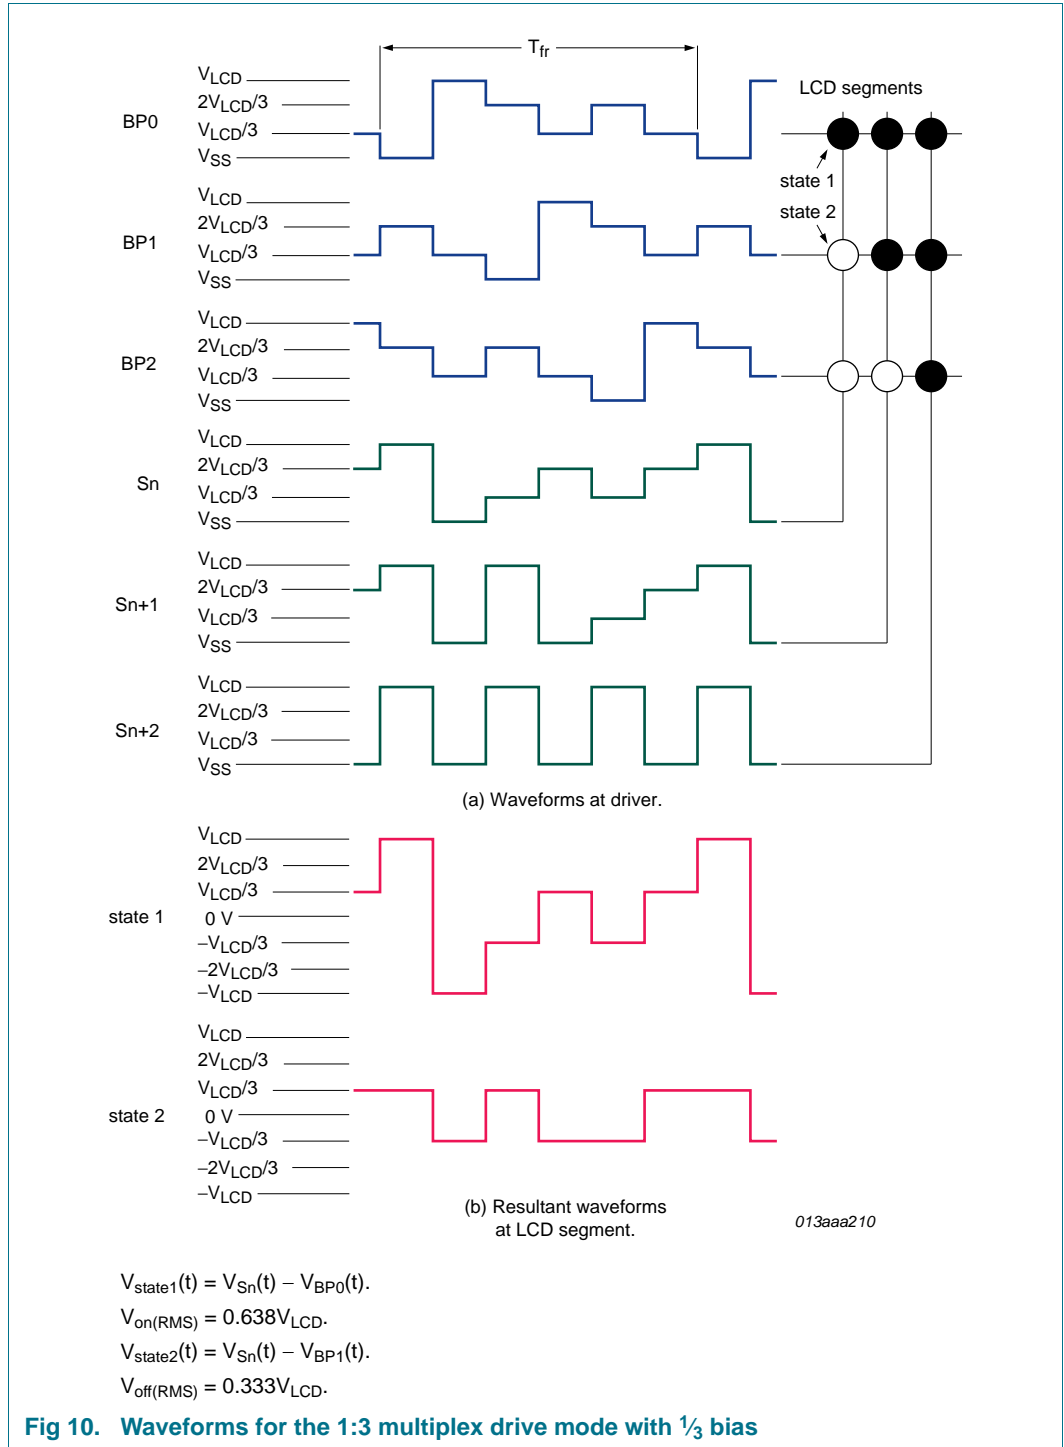 Tfr
BP0
VLCD
2VLCD/3
VLCD/3
VSS
LCD segments
state 1
state 2
BP1
VLCD
2VLCD/3
VLCD/3
VSS
BP2
VLCD
2VLCD/3
VLCD/3
VSS
Sn
VLCD
2VLCD/3
VLCD/3
VSS
Sn+1
VLCD
2VLCD/3
VLCD/3
VSS
Sn+2
VLCD
2VLCD/3
VLCD/3
VSS
(a) Waveforms at driver.
state 1
VLCD
2VLCD/3
VLCD/3
0 V
−VLCD/3
−2VLCD/3
−VLCD
state 2
VLCD
2VLCD/3
VLCD/3
0 V
−VLCD/3
−2VLCD/3
−VLCD
(b) Resultant waveforms
at LCD segment.
013aaa210
Vstate1(t) = VSn(t) − VBP0(t).
Von(RMS) = 0.638VLCD.
Vstate2(t) = VSn(t) − VBP1(t).
Voff(RMS) = 0.333VLCD.
Fig 10. Waveforms for the 1:3 multiplex drive mode with 1⁄3 bias